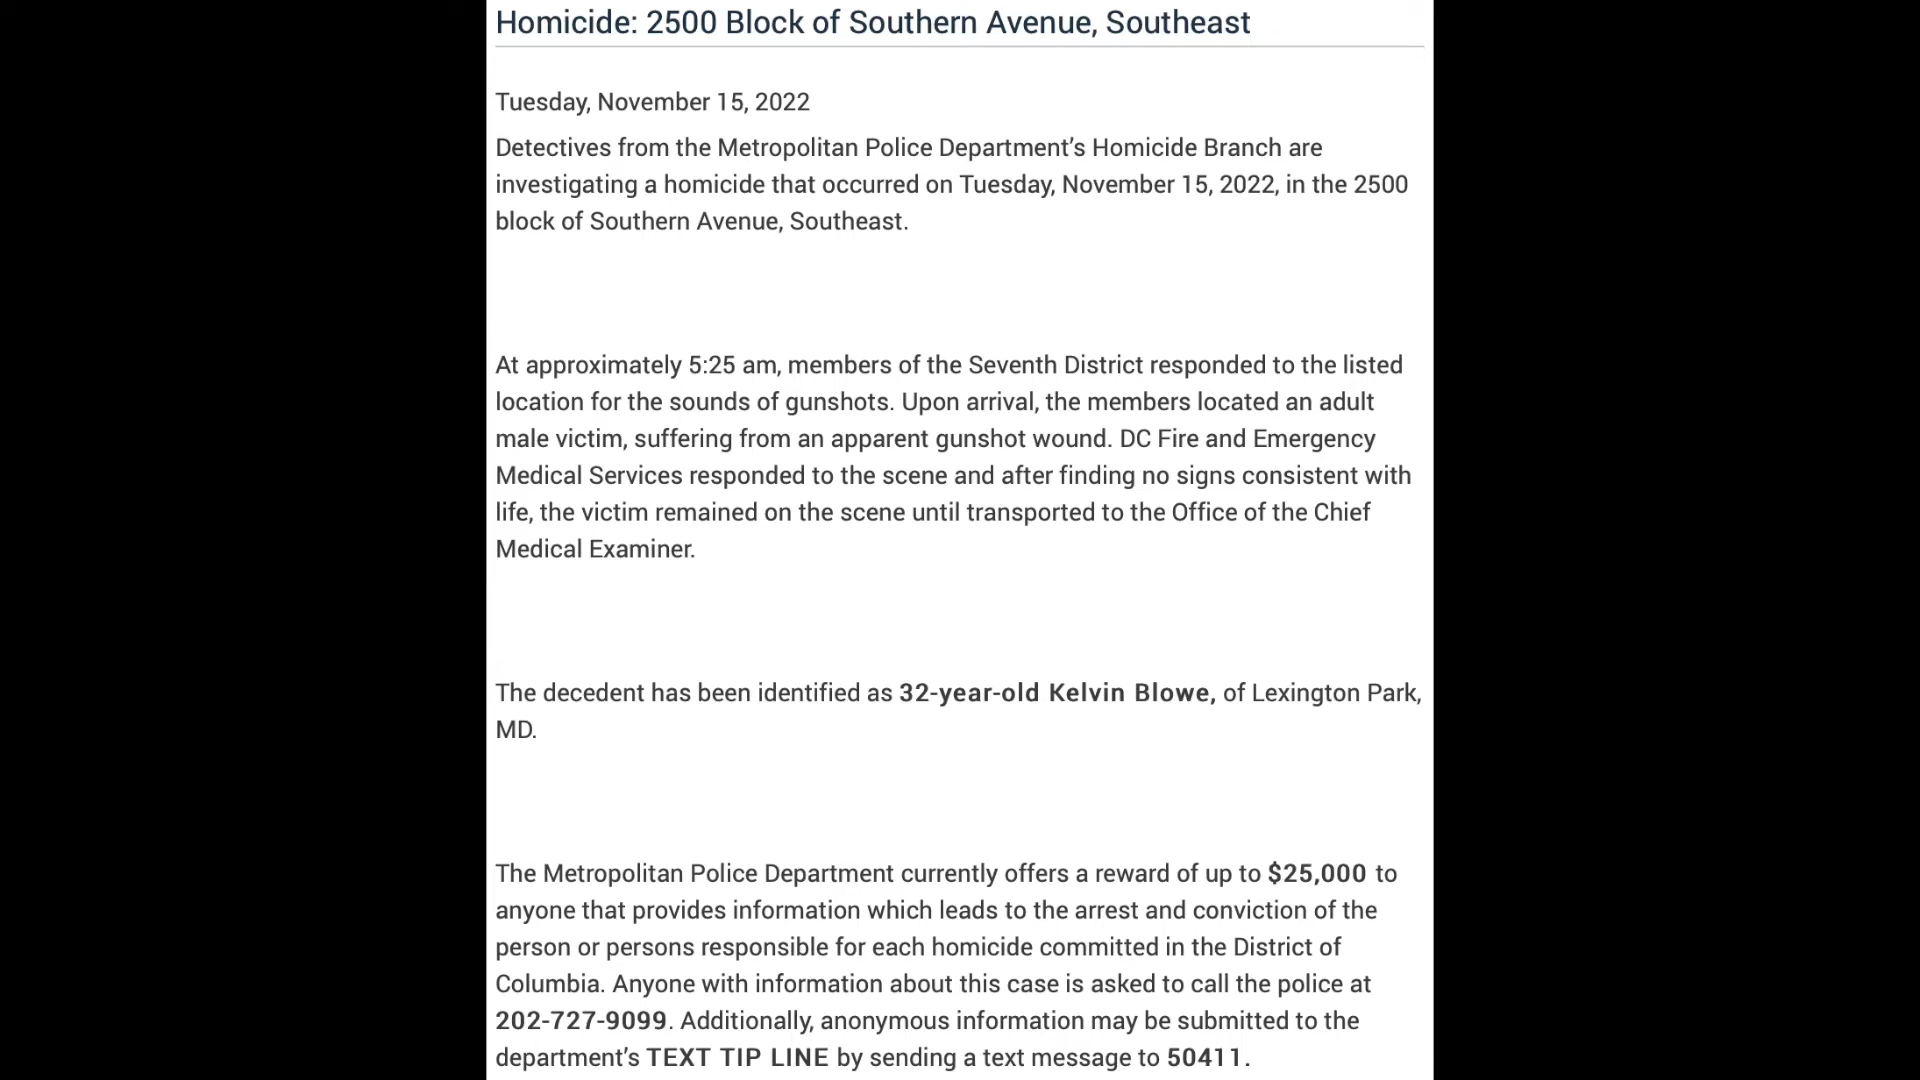 Homicide: 2500 Block of Southern Avenue, Southeast
Tuesday, November 15, 2022
Detectives from the Metropolitan Police Department’s Homicide Branch are
investigating a homicide that occurred on Tuesday, November 15, 2022, in the 2500
block of Southern Avenue, Southeast.
At approximately 5:25 am, members of the Seventh District responded to the listed
location for the sounds of gunshots. Upon arrival, the members located an adult
male victim, suffering from an apparent gunshot wound. DC Fire and Emergency
Medical Services responded to the scene and after finding no signs consistent with
life, the victim remained on the scene until transported to the Office of the Chief
Medical Examiner.
The decedent has been identified as 32-year-old Kelvin Blowe, of Lexington Park,
MD.
The Metropolitan Police Department currently offers a reward of up to $25,000 to
anyone that provides information which leads to the arrest and conviction of the
person or persons responsible for each homicide committed in the District of
Columbia. Anyone with information about this case is asked to call the police at
202-727-9099. Additionally, anonymous information may be submitted to the
department’s TEXT TIP LINE by sending a text message to 50411.